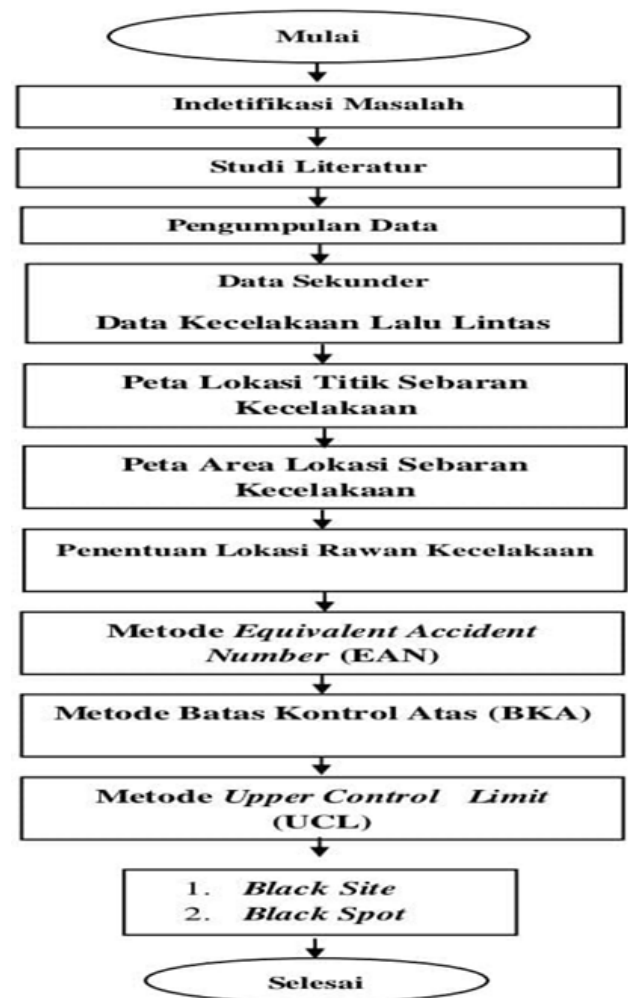 Mulai
Indetifikasi Masalah
Studi Literatur
Pengumpulan Data
Data Sekunder
Data Kecelakaan Lalu Lintas
Peta Lokasi Titik Sebaran
Kecelakaan
Peta Area Lokasi Sebaran
Kecelakaan
Penentuan Lokasi Rawan Kecelakaan
Metode Equivalent Accident
Number (EAN)
Metode Batas Kontrol Atas (BKA)
Metode Upper Control Limit
(UCL)
1. Black Site
2. Black Spot
Selesai